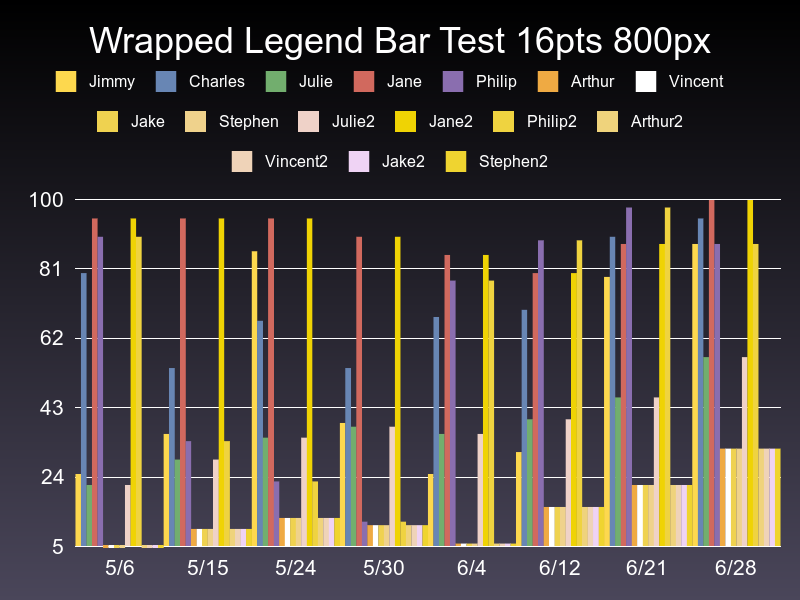 Wrapped Legend Bar Test 16pts 800px
Jimmy Charles Julie Jane Philip Arthur Vincent
Jake Stephen Julie2 Jane2 Philip2 Arthur2
Vincent2 Jake2 Stephen2
100
81
62
43
24
5
5/6 5/15 5/24 5/30 6/4 6/12 6/21 6/28